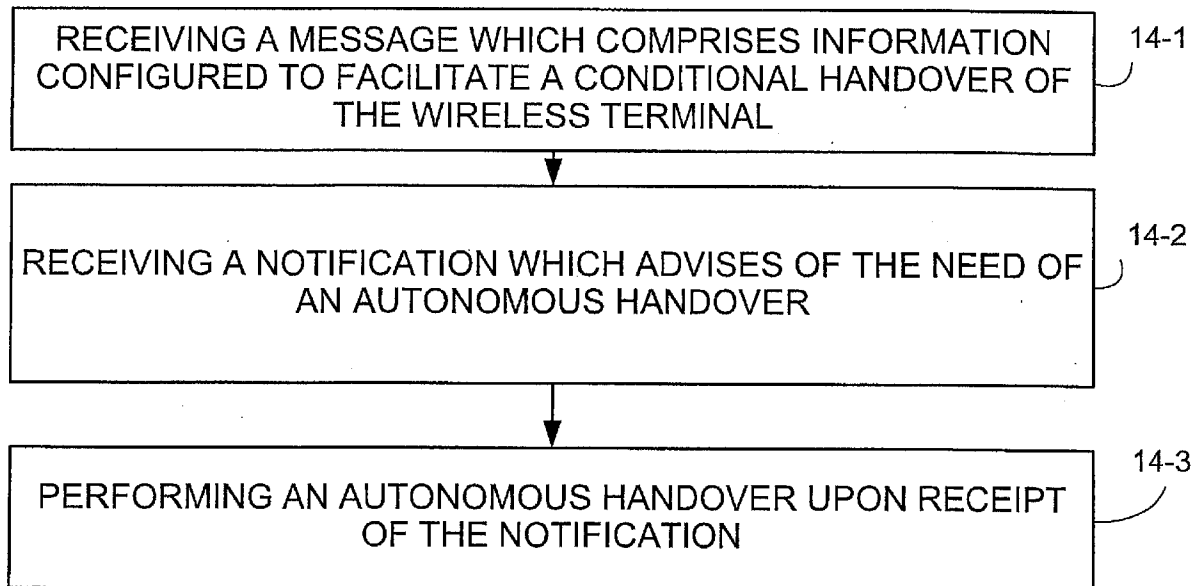 RECEIVING A MESSAGE WHICH COMPRISES INFORMATION
CONFIGURED TO FACILITATE A CONDITIONAL HANDOVER OF
THE WIRELESS TERMINAL
14-1
RECEIVING A NOTIFICATION WHICH ADVISES OF THE NEED OF
AN AUTONOMOUS HANDOVER
14-2
PERFORMING AN AUTONOMOUS HANDOVER UPON RECEIPT
OF THE NOTIFICATION
14-3